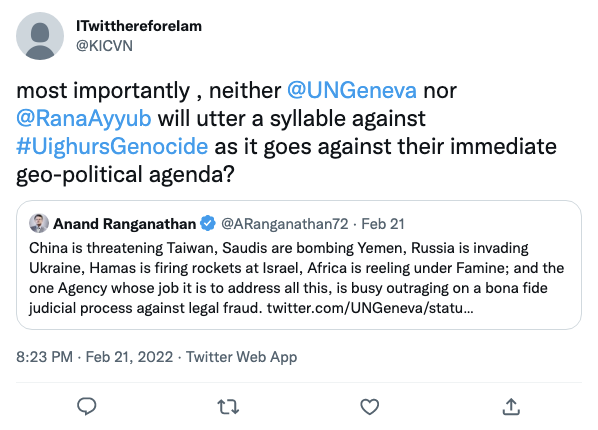 ITwitthereforeIam
@KICVN
most importantly , neither @UNGeneva nor
@RanaAyyub will utter a syllable against
#UighursGenocide as it goes against their immediate
geo-political agenda?
Anand Ranganathan @ARanganathan72 · Feb 21
China is threatening Taiwan, Saudis are bombing Yemen, Russia is invading
Ukraine, Hamas is firing rockets at Israel, Africa is reeling under Famine; and the
one Agency whose job it is to address all this, is busy outraging on a bona fide
judicial process against legal fraud. twitter.com/UNGeneva/statu…
8:23 PM · Feb 21, 2022 · Twitter Web App